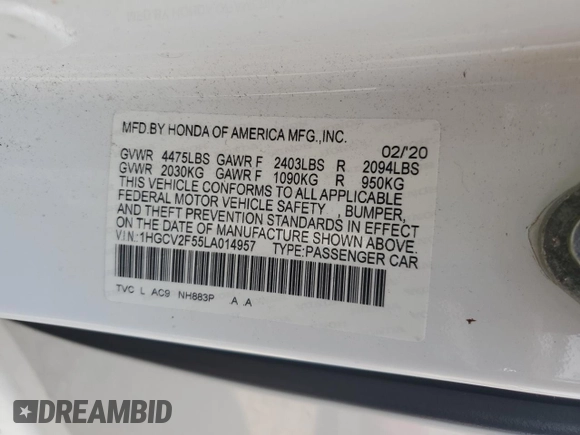 MFD.BY HONDA OF AMERICA MFG.,INC. 02/'20
GVWR 4475LBS GAWR F 2403LBS R 2094LBS
GVWR 2030KG GAWR F 1090KG R 950KG
THIS VEHICLE CONFORMS TO ALL APPLICABLE
FEDERAL MOTOR VEHICLE SAFETY , BUMPER,
AND THEFT PREVENTION STANDARDS IN EFFECT
ON THE DATE OF MANUFACTURE SHOWN ABOVE.
V.I.N.:1HGCV2F55LA014957 TYPE:PASSENGER CAR
TVC L AC9 NH883P A .A
DREAMBID